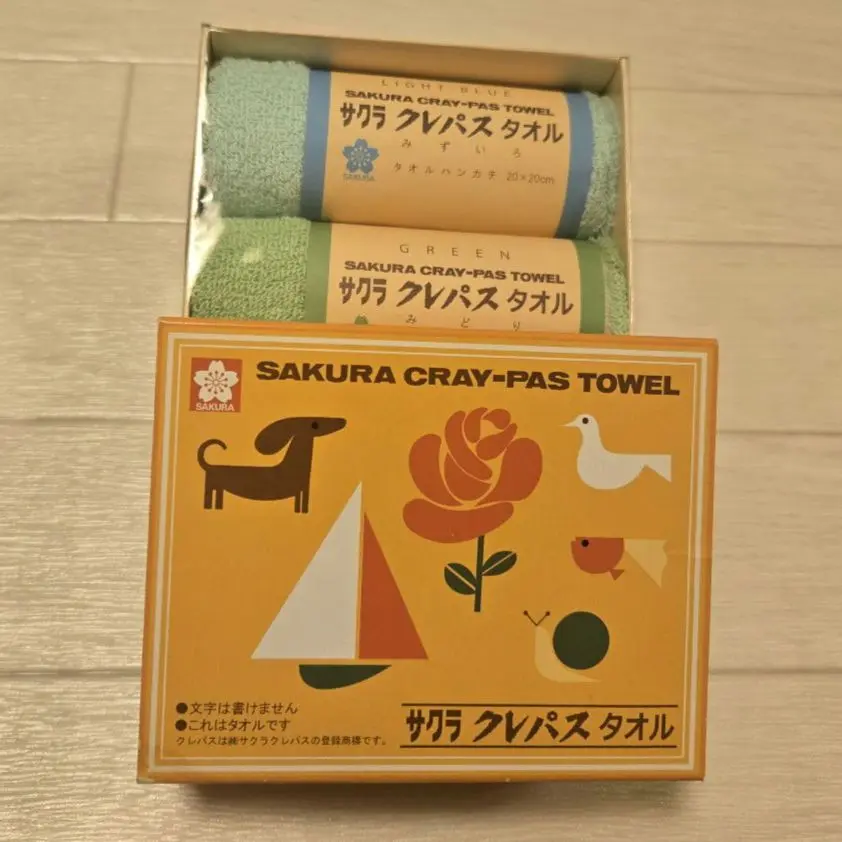 LIGHT BLUE
SAKURA CRAY-PAS TOWEL
サクラ クレパス タオル
みずいろ
SAKURA
タオルハンカチ 20×20cm
GREEN
SAKURA CRAY-PAS TOWEL
サクラ クレパス タオル
みどり
SAKURA CRAY-PAS TOWEL
SAKURA
●文字は書けません
●これはタオルです
クレパスは㈱サクラクレパスの登録商標です。
サクラ クレパス タオル